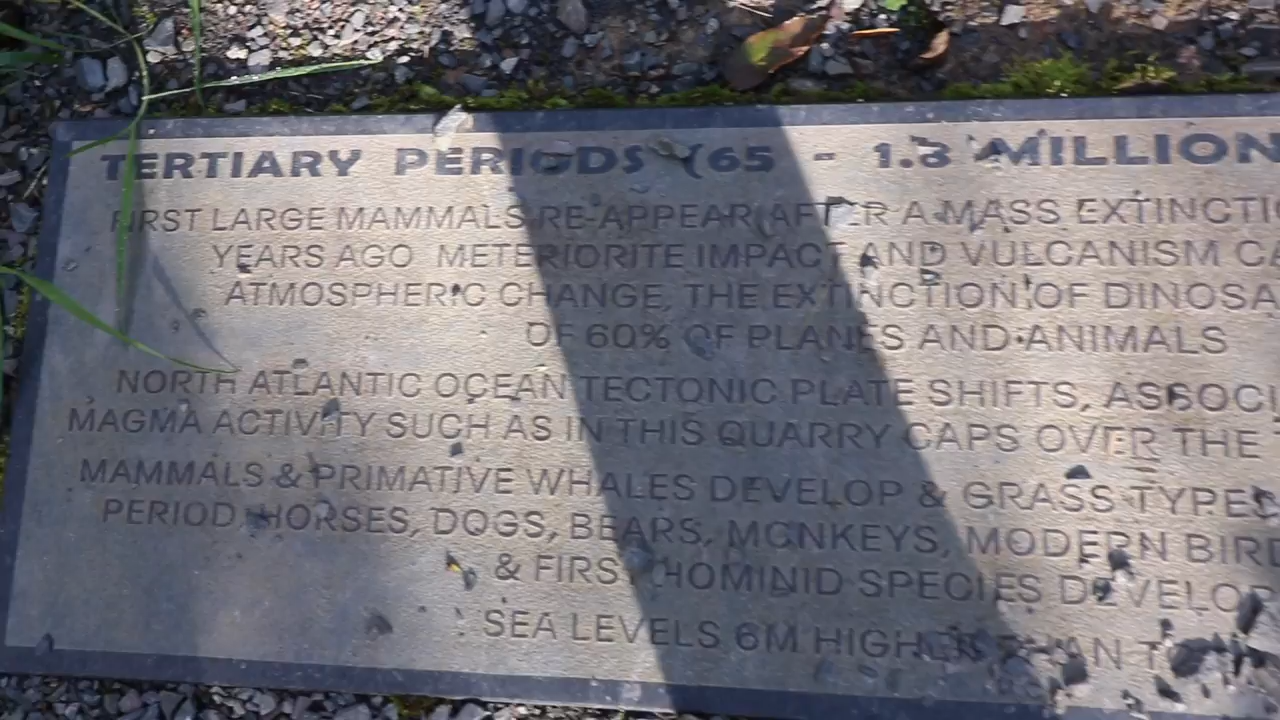 TERTIARY PERIODS (65 - 1.8 MILLION
FIRST LARGE MAMMALS RE-APPEAR AFTER A MASS EXTINCTIO
YEARS AGO METERIORITE IMPACT AND VULCANISM CA
ATMOSPHERIC CHANGE, THE EXTINCTION OF DINOSA
OF 60% OF PLANES AND ANIMALS
NORTH ATLANTIC OCEAN TECTONIC PLATE SHIFTS, ASSOCI
MAGMA ACTIVITY SUCH AS IN THIS QUARRY CAPS OVER THE
MAMMALS & PRIMATIVE WHALES DEVELOP & GRASS TYPES
PERIOD, HORSES, DOGS, BEARS, MONKEYS, MODERN BIRD
& FIRST HOMINID SPECIES DEVELOP
SEA LEVELS 6M HIGHER THAN T